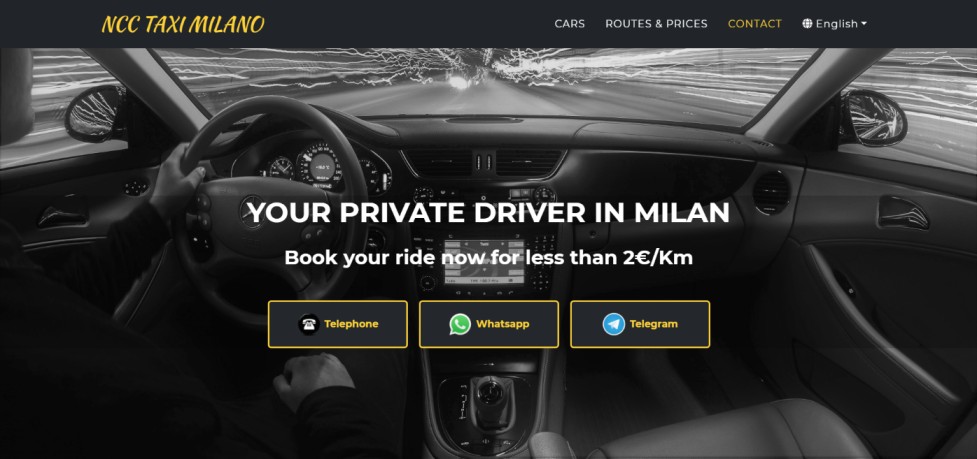 NCC TAXI MILANO
CARS ROUTES & PRICES CONTACT English
YOUR PRIVATE DRIVER IN MILAN
Book your ride now for less than 2€/Km
Telephone Whatsapp Telegram